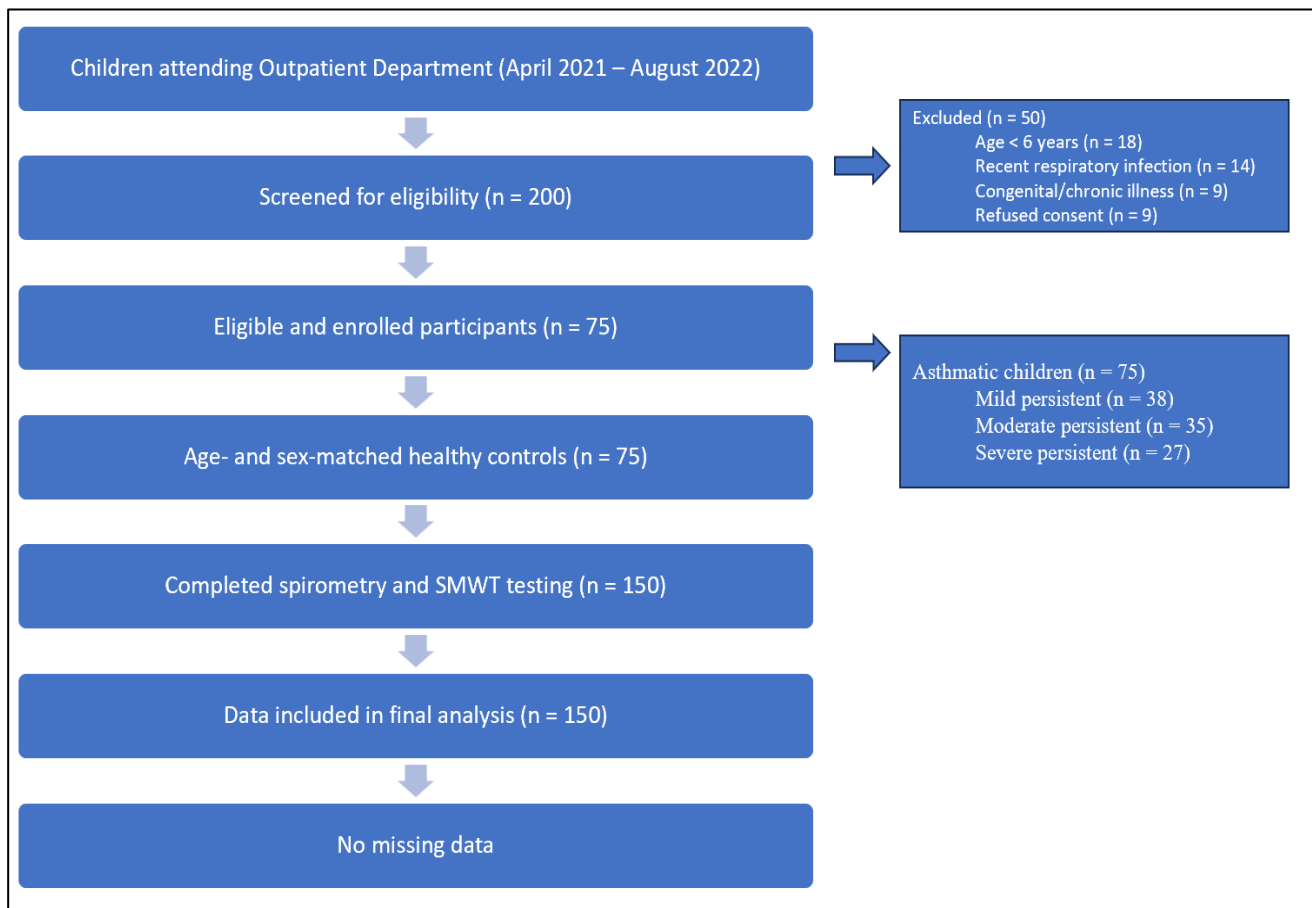 Children attending Outpatient Department (April 2021 – August 2022)
Excluded (n = 50)
Age < 6 years (n = 18)
Recent respiratory infection (n = 14)
Congenital/chronic illness (n = 9)
Refused consent (n = 9)
Screened for eligibility (n = 200)
Eligible and enrolled participants (n = 75)
Asthmatic children (n = 75)
Mild persistent (n = 38)
Moderate persistent (n = 35)
Severe persistent (n = 27)
Age- and sex-matched healthy controls (n = 75)
Completed spirometry and SMWT testing (n = 150)
Data included in final analysis (n = 150)
No missing data